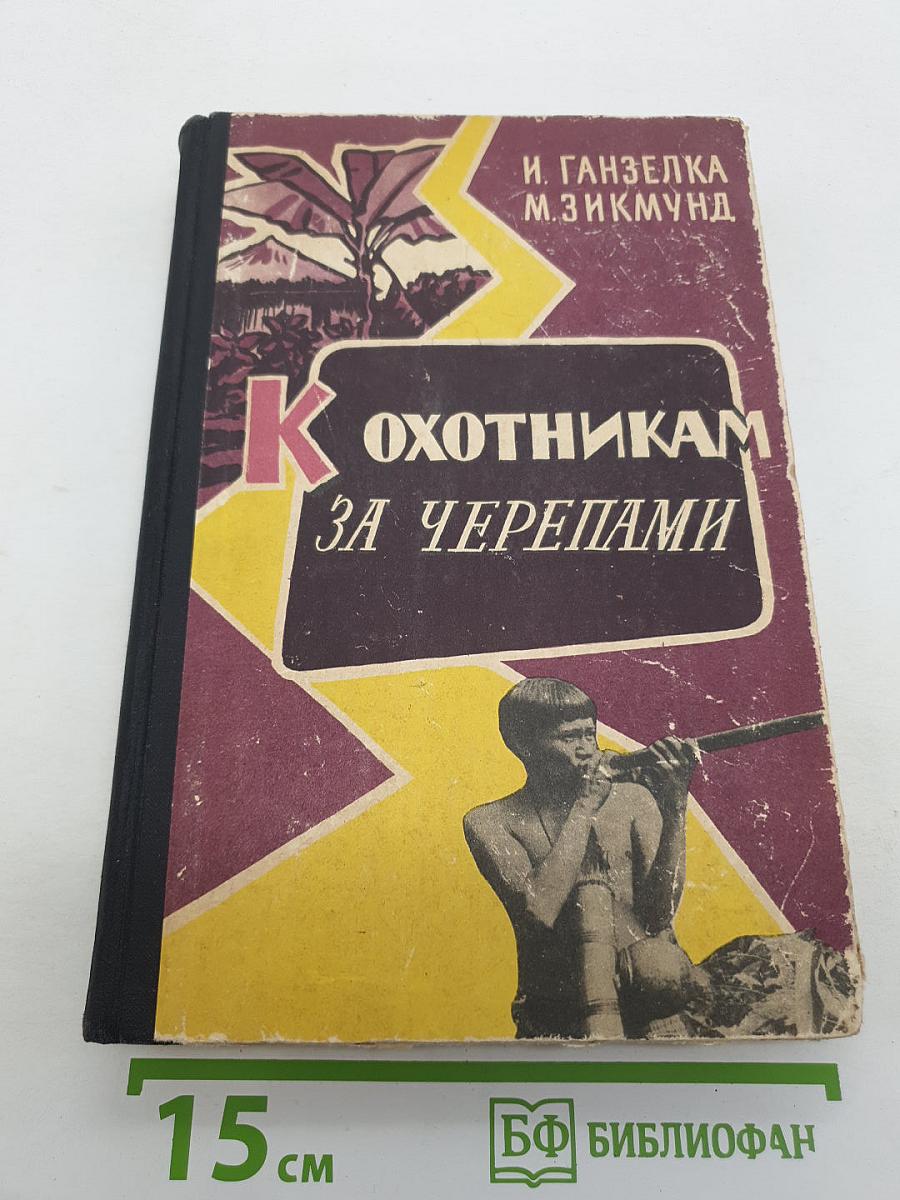 И. ГАНЗЕЛКА
М. ЗИКМУНД
К ОХОТНИКАМ
ЗА ЧЕРЕПАМИ
15 см
БФ БИБЛИОФАН